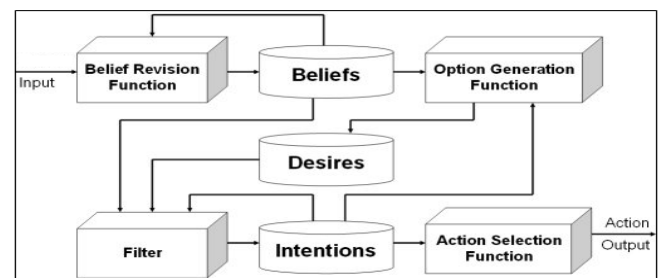 Input
Belief Revision
Function
Beliefs
Option Generation
Function
Desires
Filter
Intentions
Action Selection
Function
Action
Output